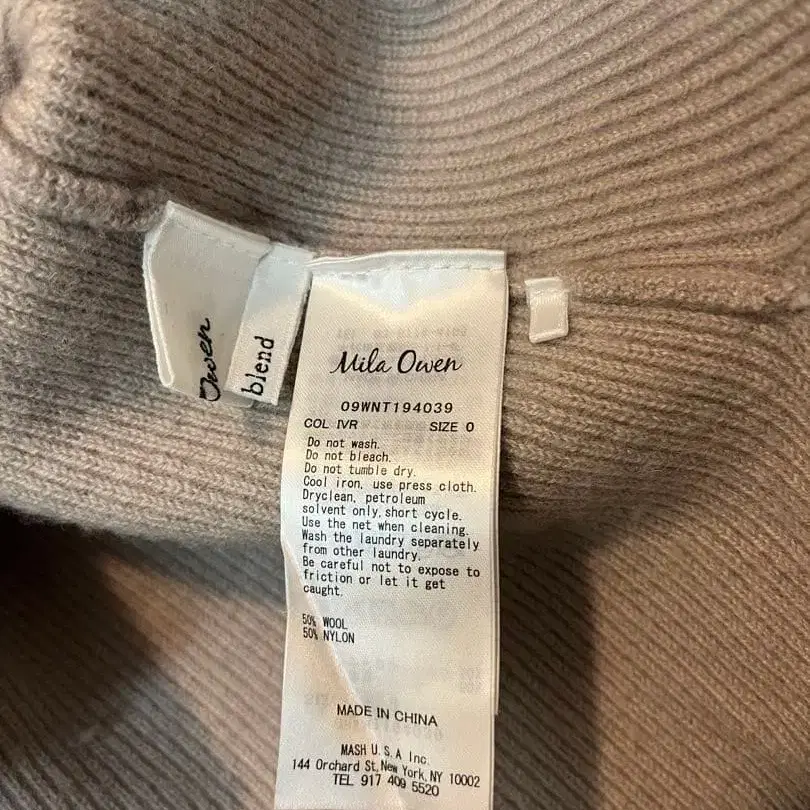 Owen
blend
Mila Owen
09WNT194039
COL IVR SIZE 0
Do not wash.
Do not bleach.
Do not tumble dry.
Cool iron, use press cloth.
Dryclean, petroleum
solvent only, short cycle.
Use the net when cleaning.
Wash the laundry separately
from other laundry.
Be careful not to expose to
friction or let it get
caught.
50% WOOL
50% NYLON
MADE IN CHINA
MASH U.S.A Inc.
144 Orchard St, New York, NY 10002
TEL 917 409 5520